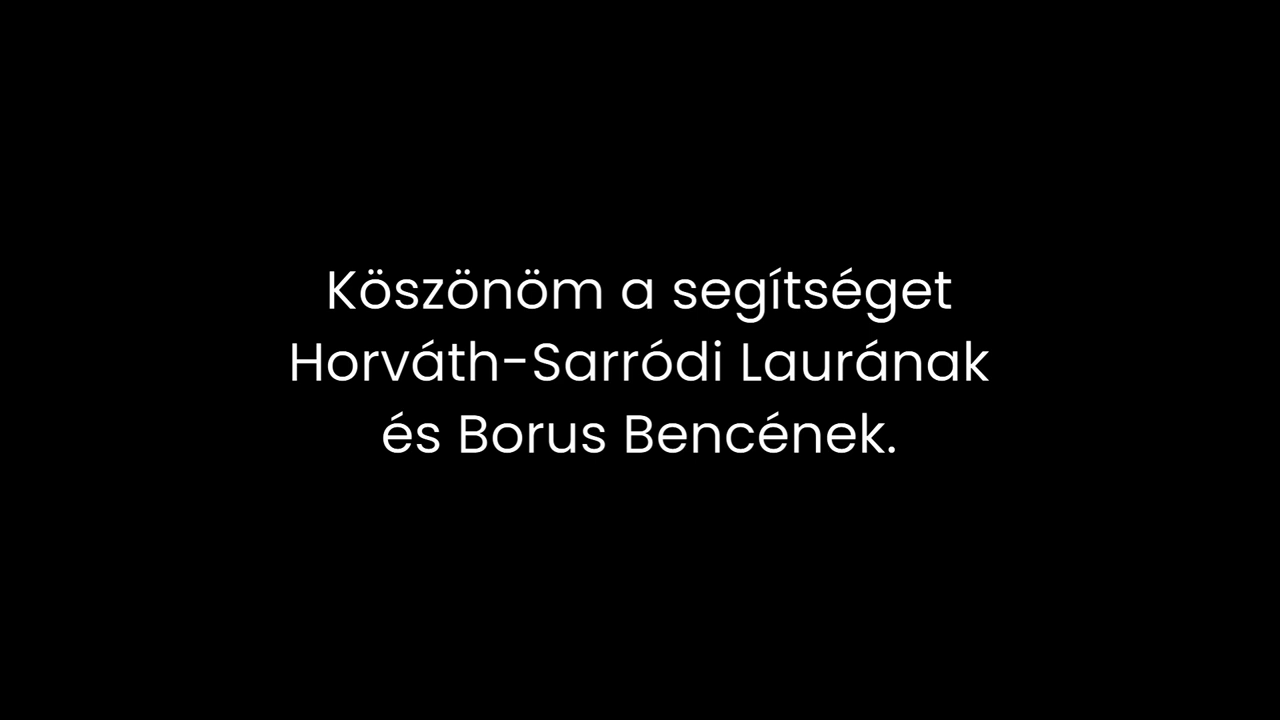 Köszönöm a segítséget
Horváth-Sarródi Laurának
és Borus Bencének.